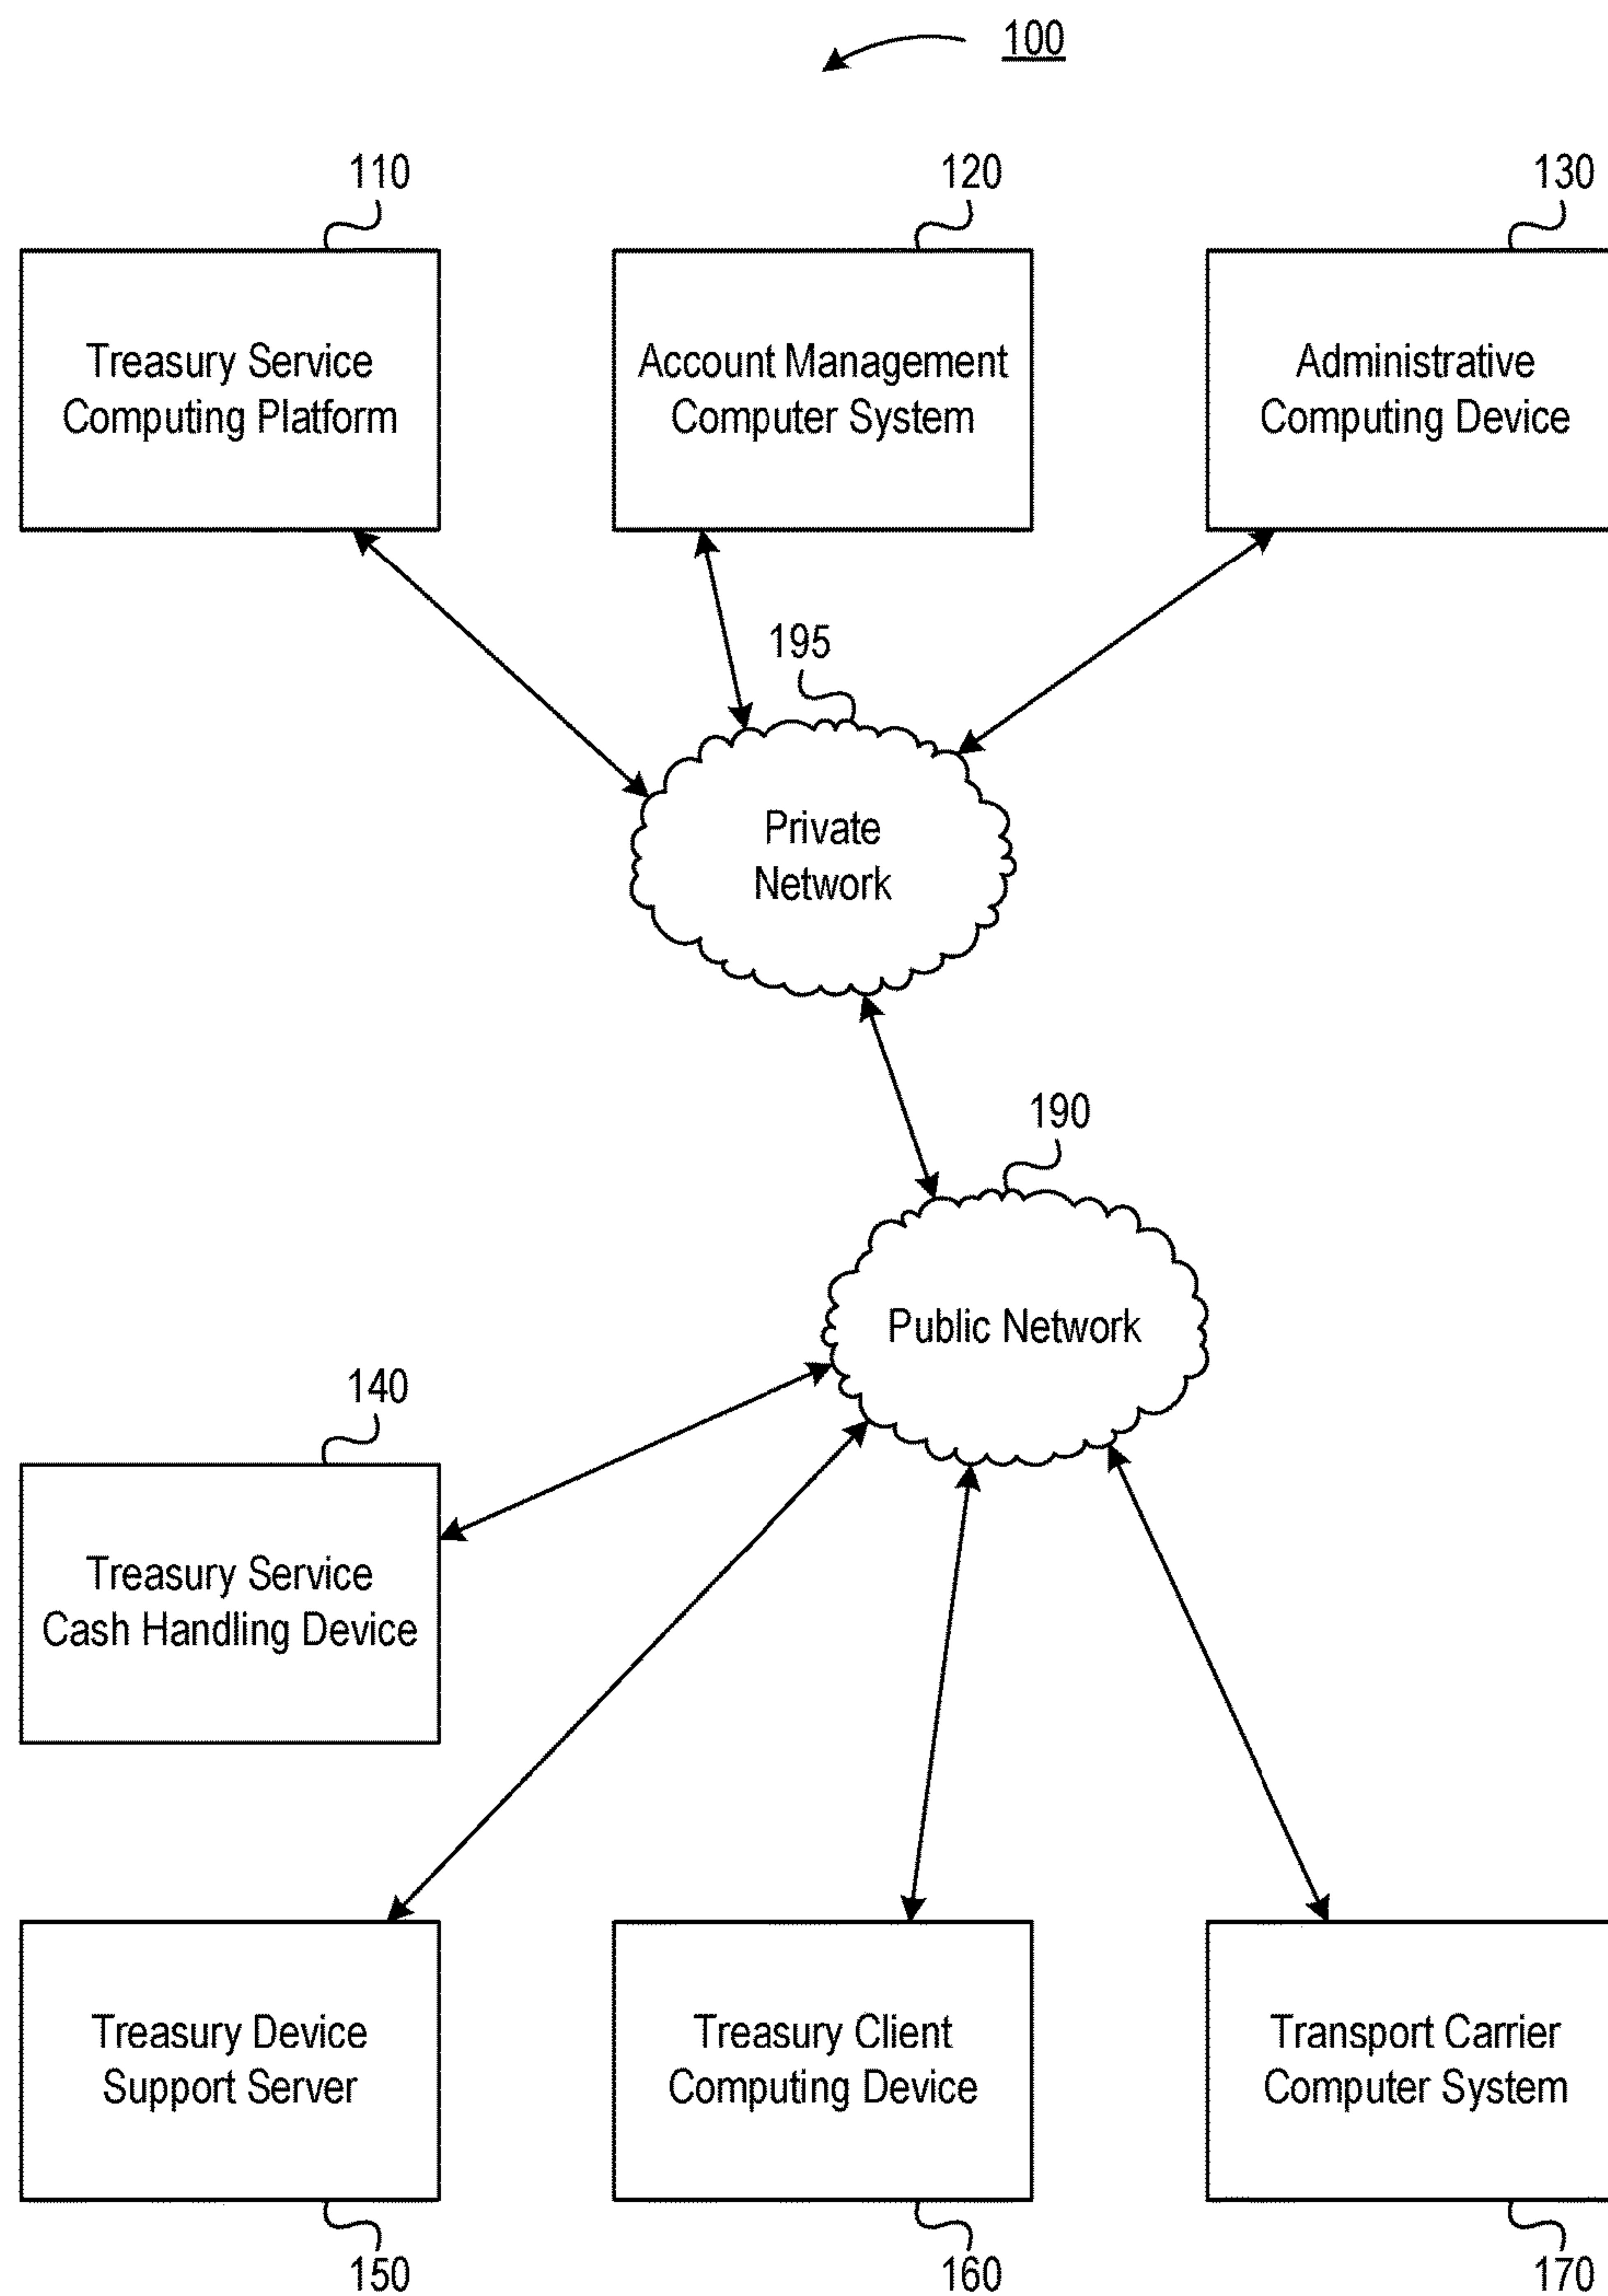 100
110
120
130
Treasury Service
Computing Platform
Account Management
Computer System
Administrative
Computing Device
195
Private
Network
190
Public Network
140
Treasury Service
Cash Handling Device
Treasury Device
Support Server
Treasury Client
Computing Device
Transport Carrier
Computer System
150
160
170